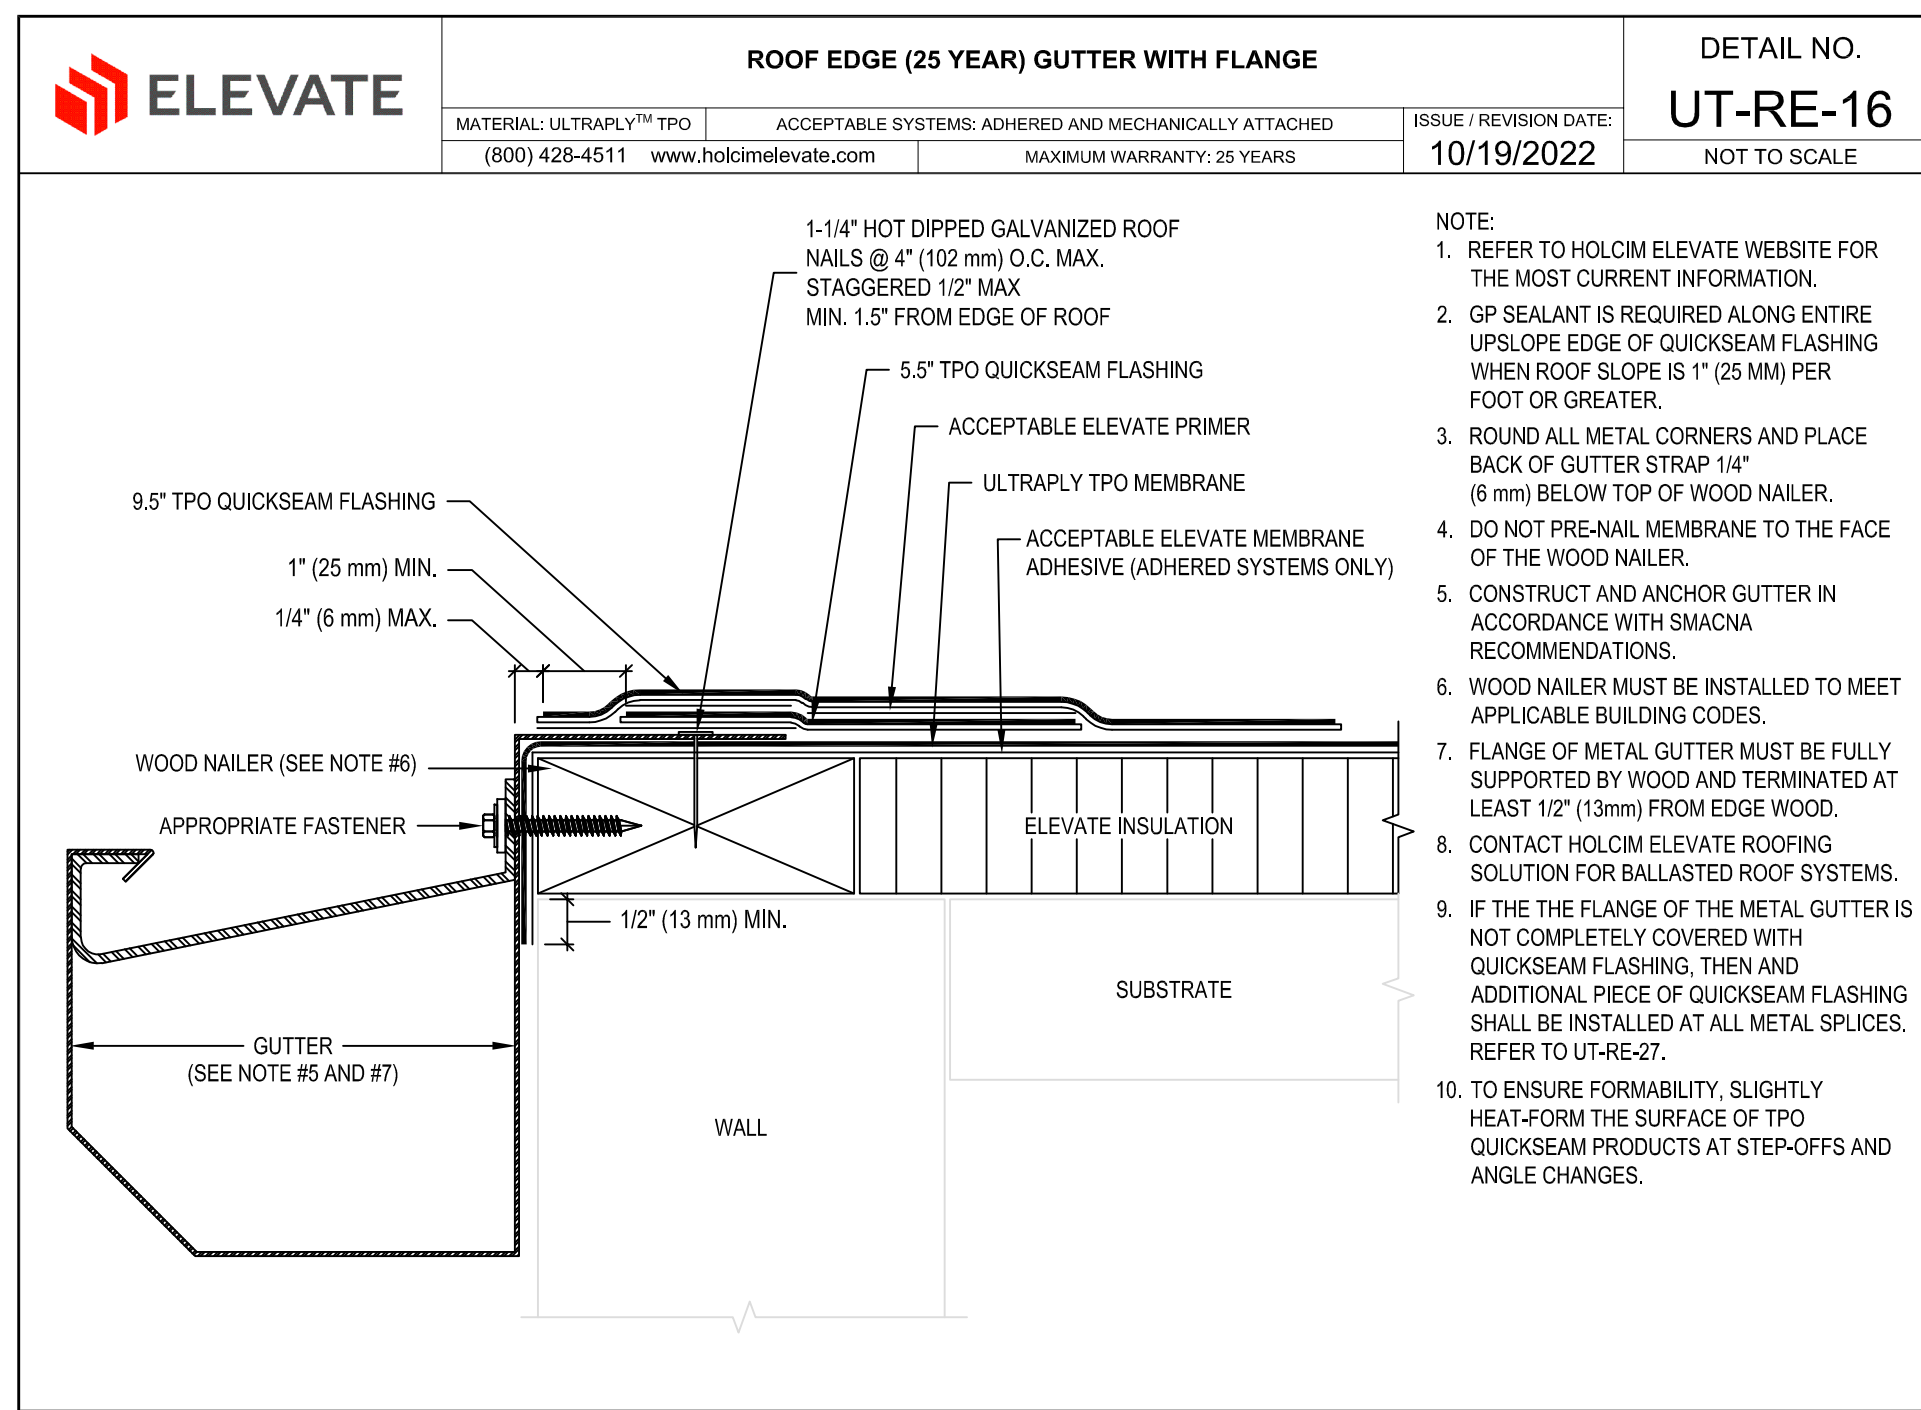 ELEVATE
ROOF EDGE (25 YEAR) GUTTER WITH FLANGE
DETAIL NO.
UT-RE-16
MATERIAL: ULTRAPLY™ TPO
ACCEPTABLE SYSTEMS: ADHERED AND MECHANICALLY ATTACHED
ISSUE / REVISION DATE:
(800) 428-4511 www.holcimelevate.com
MAXIMUM WARRANTY: 25 YEARS
10/19/2022
NOT TO SCALE
1-1/4" HOT DIPPED GALVANIZED ROOF
NAILS @ 4" (102 mm) O.C. MAX.
STAGGERED 1/2" MAX
MIN. 1.5" FROM EDGE OF ROOF
5.5" TPO QUICKSEAM FLASHING
ACCEPTABLE ELEVATE PRIMER
ULTRAPLY TPO MEMBRANE
9.5" TPO QUICKSEAM FLASHING
ACCEPTABLE ELEVATE MEMBRANE
ADHESIVE (ADHERED SYSTEMS ONLY)
1" (25 mm) MIN.
1/4" (6 mm) MAX.
WOOD NAILER (SEE NOTE #6)
APPROPRIATE FASTENER
ELEVATE INSULATION
1/2" (13 mm) MIN.
SUBSTRATE
GUTTER
(SEE NOTE #5 AND #7)
WALL
NOTE:
1. REFER TO HOLCIM ELEVATE WEBSITE FOR
THE MOST CURRENT INFORMATION.
2. GP SEALANT IS REQUIRED ALONG ENTIRE
UPSLOPE EDGE OF QUICKSEAM FLASHING
WHEN ROOF SLOPE IS 1" (25 MM) PER
FOOT OR GREATER.
3. ROUND ALL METAL CORNERS AND PLACE
BACK OF GUTTER STRAP 1/4"
(6 mm) BELOW TOP OF WOOD NAILER.
4. DO NOT PRE-NAIL MEMBRANE TO THE FACE
OF THE WOOD NAILER.
5. CONSTRUCT AND ANCHOR GUTTER IN
ACCORDANCE WITH SMACNA
RECOMMENDATIONS.
6. WOOD NAILER MUST BE INSTALLED TO MEET
APPLICABLE BUILDING CODES.
7. FLANGE OF METAL GUTTER MUST BE FULLY
SUPPORTED BY WOOD AND TERMINATED AT
LEAST 1/2" (13mm) FROM EDGE WOOD.
8. CONTACT HOLCIM ELEVATE ROOFING
SOLUTION FOR BALLASTED ROOF SYSTEMS.
9. IF THE THE FLANGE OF THE METAL GUTTER IS
NOT COMPLETELY COVERED WITH
QUICKSEAM FLASHING, THEN AND
ADDITIONAL PIECE OF QUICKSEAM FLASHING
SHALL BE INSTALLED AT ALL METAL SPLICES.
REFER TO UT-RE-27.
10. TO ENSURE FORMABILITY, SLIGHTLY
HEAT-FORM THE SURFACE OF TPO
QUICKSEAM PRODUCTS AT STEP-OFFS AND
ANGLE CHANGES.